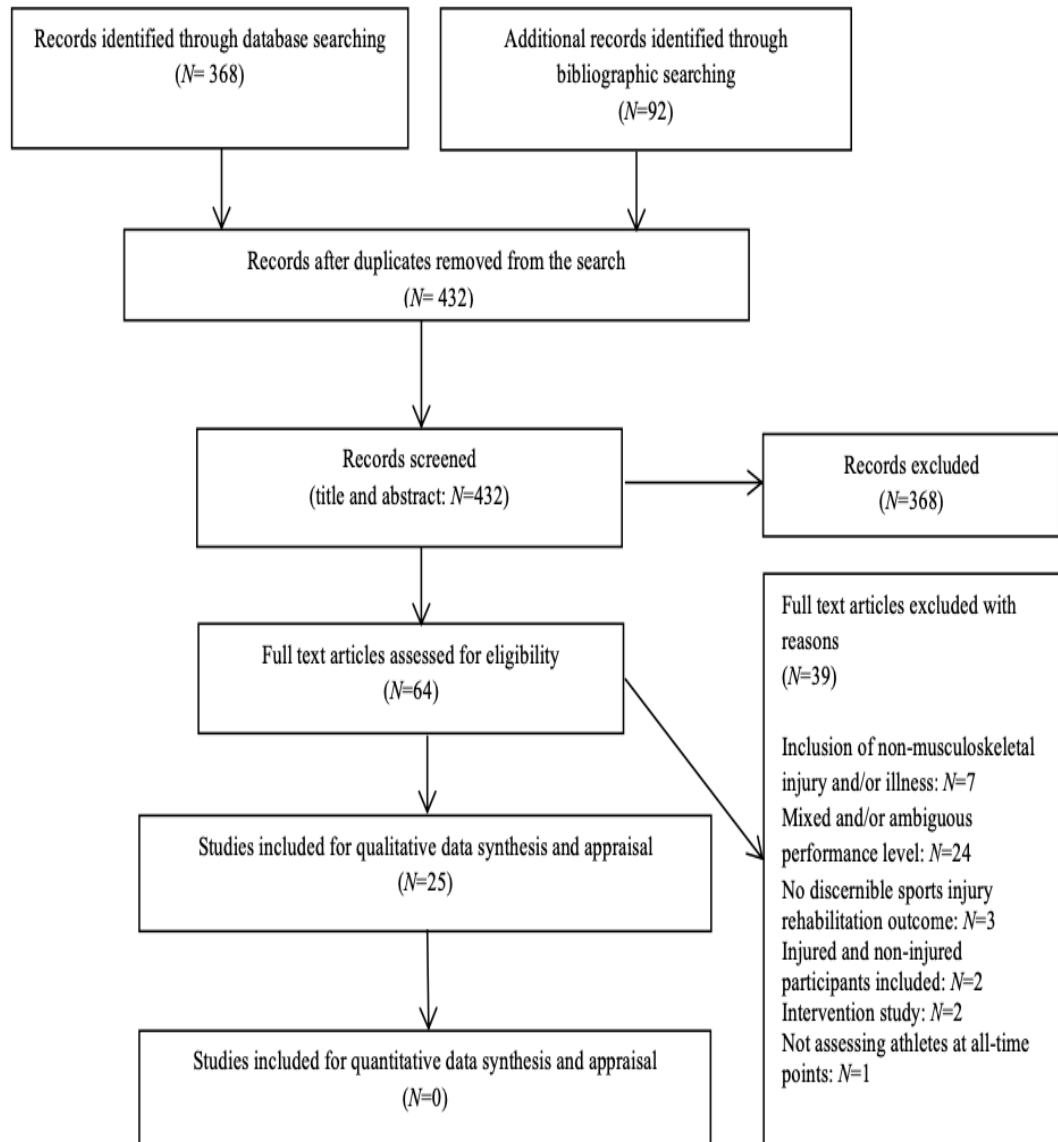 Records identified through database searching
(N= 368)
Additional records identified through
bibliographic searching
(N=92)
Records after duplicates removed from the search
(N= 432)
Records screened
(title and abstract: N=432)
Records excluded
(N=368)
Full text articles assessed for eligibility
(N=64)
Full text articles excluded with
reasons
(N=39)
Inclusion of non-musculoskeletal
injury and/or illness: N=7
Mixed and/or ambiguous
performance level: N=24
No discernible sports injury
rehabilitation outcome: N=3
Injured and non-injured
participants included: N=2
Intervention study: N=2
Not assessing athletes at all-time
points: N=1
Studies included for qualitative data synthesis and appraisal
(N=25)
Studies included for quantitative data synthesis and appraisal
(N=0)